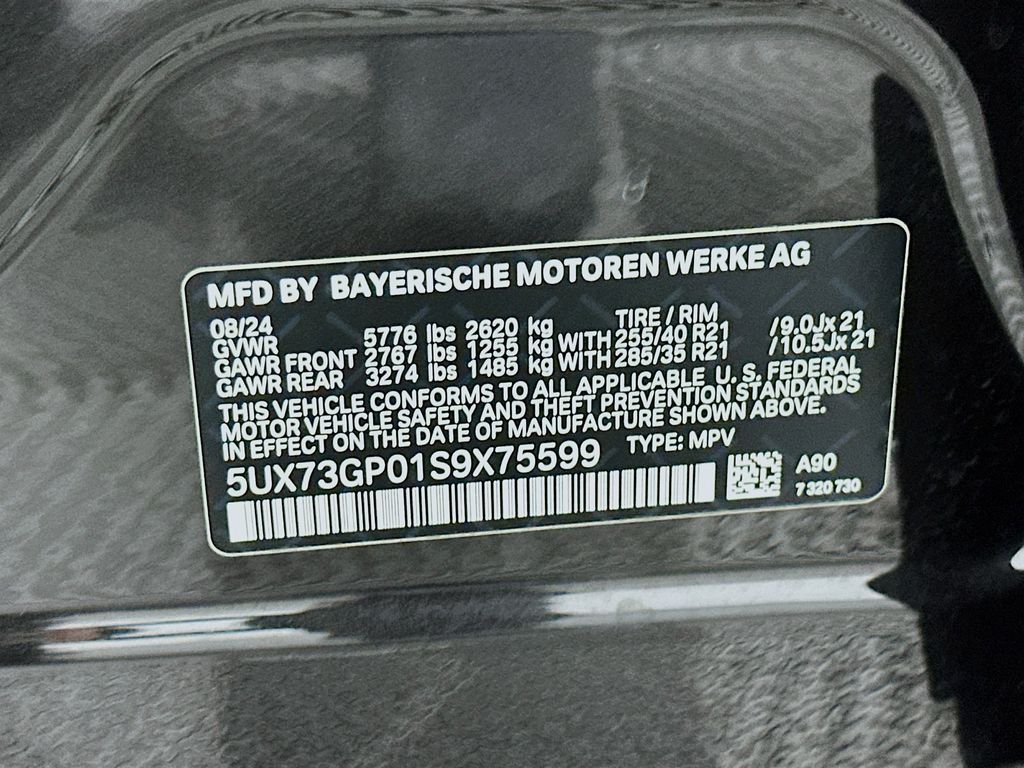 MFD BY BAYERISCHE MOTOREN WERKE AG
08/24 TIRE / RIM
GVWR 5776 lbs 2620 kg
GAWR FRONT 2767 lbs 1255 kg WITH 255/40 R21 /9.0Jx21
GAWR REAR 3274 lbs 1485 kg WITH 285/35 R21 /10.5Jx21
THIS VEHICLE CONFORMS TO ALL APPLICABLE U. S. FEDERAL
MOTOR VEHICLE SAFETY AND THEFT PREVENTION STANDARDS
IN EFFECT ON THE DATE OF MANUFACTURE SHOWN ABOVE.
5UX73GP01S9X75599 TYPE: MPV
A90
7 320 730